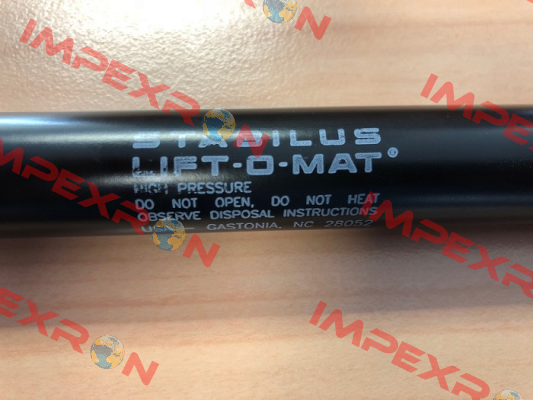 STABILUS
LIFT-O-MAT®
HIGH PRESSURE
DO NOT OPEN, DO NOT HEAT
OBSERVE DISPOSAL INSTRUCTIONS
GASTONIA, NC 28052
IMPEXRON
IMPEXRON
IMPEXRON
IMPEXRON
IMPEXRON